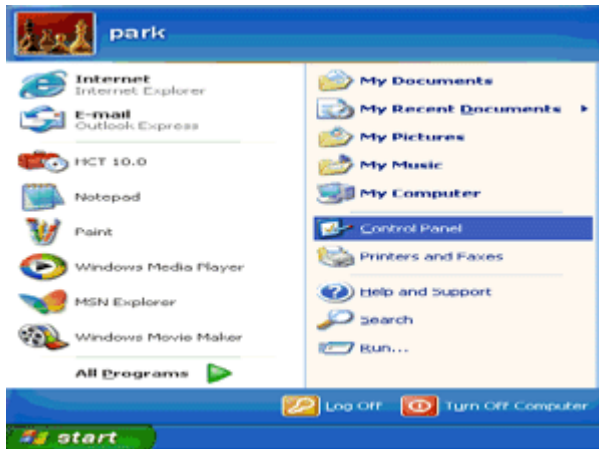 park
Internet
Internet Explorer
E-mail
Outlook Express
HCT 10.0
Notepad
Paint
Windows Media Player
MSN Explorer
Windows Movie Maker
All Programs
My Documents
My Recent Documents
My Pictures
My Music
My Computer
Control Panel
Printers and Faxes
Help and Support
Search
Run...
Log Off
Turn Off Computer
start